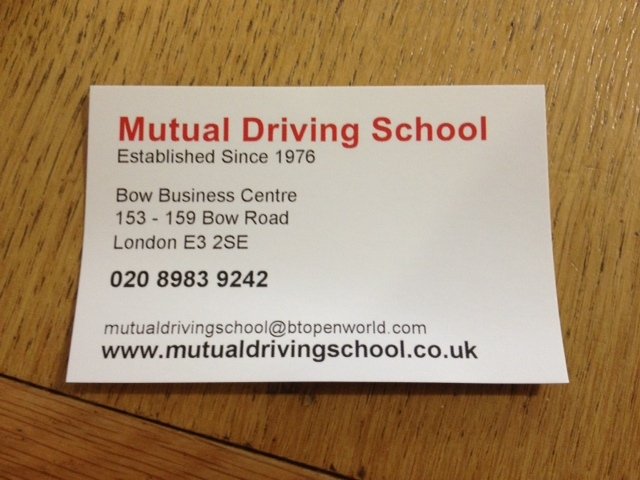 Mutual Driving School
Established Since 1976
Bow Business Centre
153 - 159 Bow Road
London E3 2SE
020 8983 9242
mutualdrivingschool@btopenworld.com
www.mutualdrivingschool.co.uk